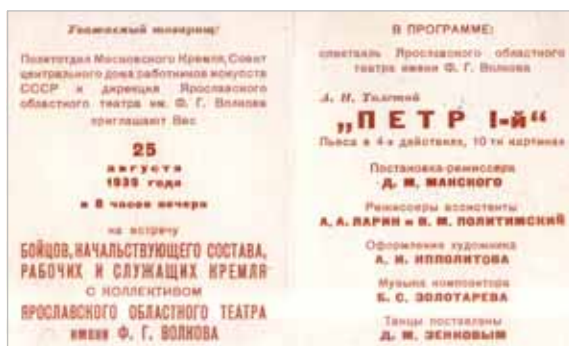 Уважаемый товарищ!
Политотдел Московского Кремля, Совет
центрального дома работников искусств
СССР и дирекция Ярославского
областного театра им. Ф. Г. Волкова
приглашают Вас
25
августа
1939 года
в 8 часов вечера
на встречу
БОЙЦОВ, НАЧАЛЬСТВУЮЩЕГО СОСТАВА,
РАБОЧИХ И СЛУЖАЩИХ КРЕМЛЯ
С КОЛЛЕКТИВОМ
ЯРОСЛАВСКОГО ОБЛАСТНОГО ТЕАТРА
ИМЕНИ Ф. Г. ВОЛКОВА
В ПРОГРАММЕ:
спектакль Ярославского областного
театра имени Ф. Г. Волкова
А. Н. Толстой
„ПЕТР I-й“
Пьеса в 4-х действиях, 10-ти картинах
Постановка режиссера
Д. М. МАНСКОГО
Режиссеры ассистенты
А. А. ЛАРИН и В. М. ПОЛИТИМСКИЙ
Оформление художника
А. И. ИППОЛИТОВА
Музыка композитора
Б. С. ЗОЛОТАРЕВА
Танцы поставлены
Д. М. ЗЕНКОВЫМ